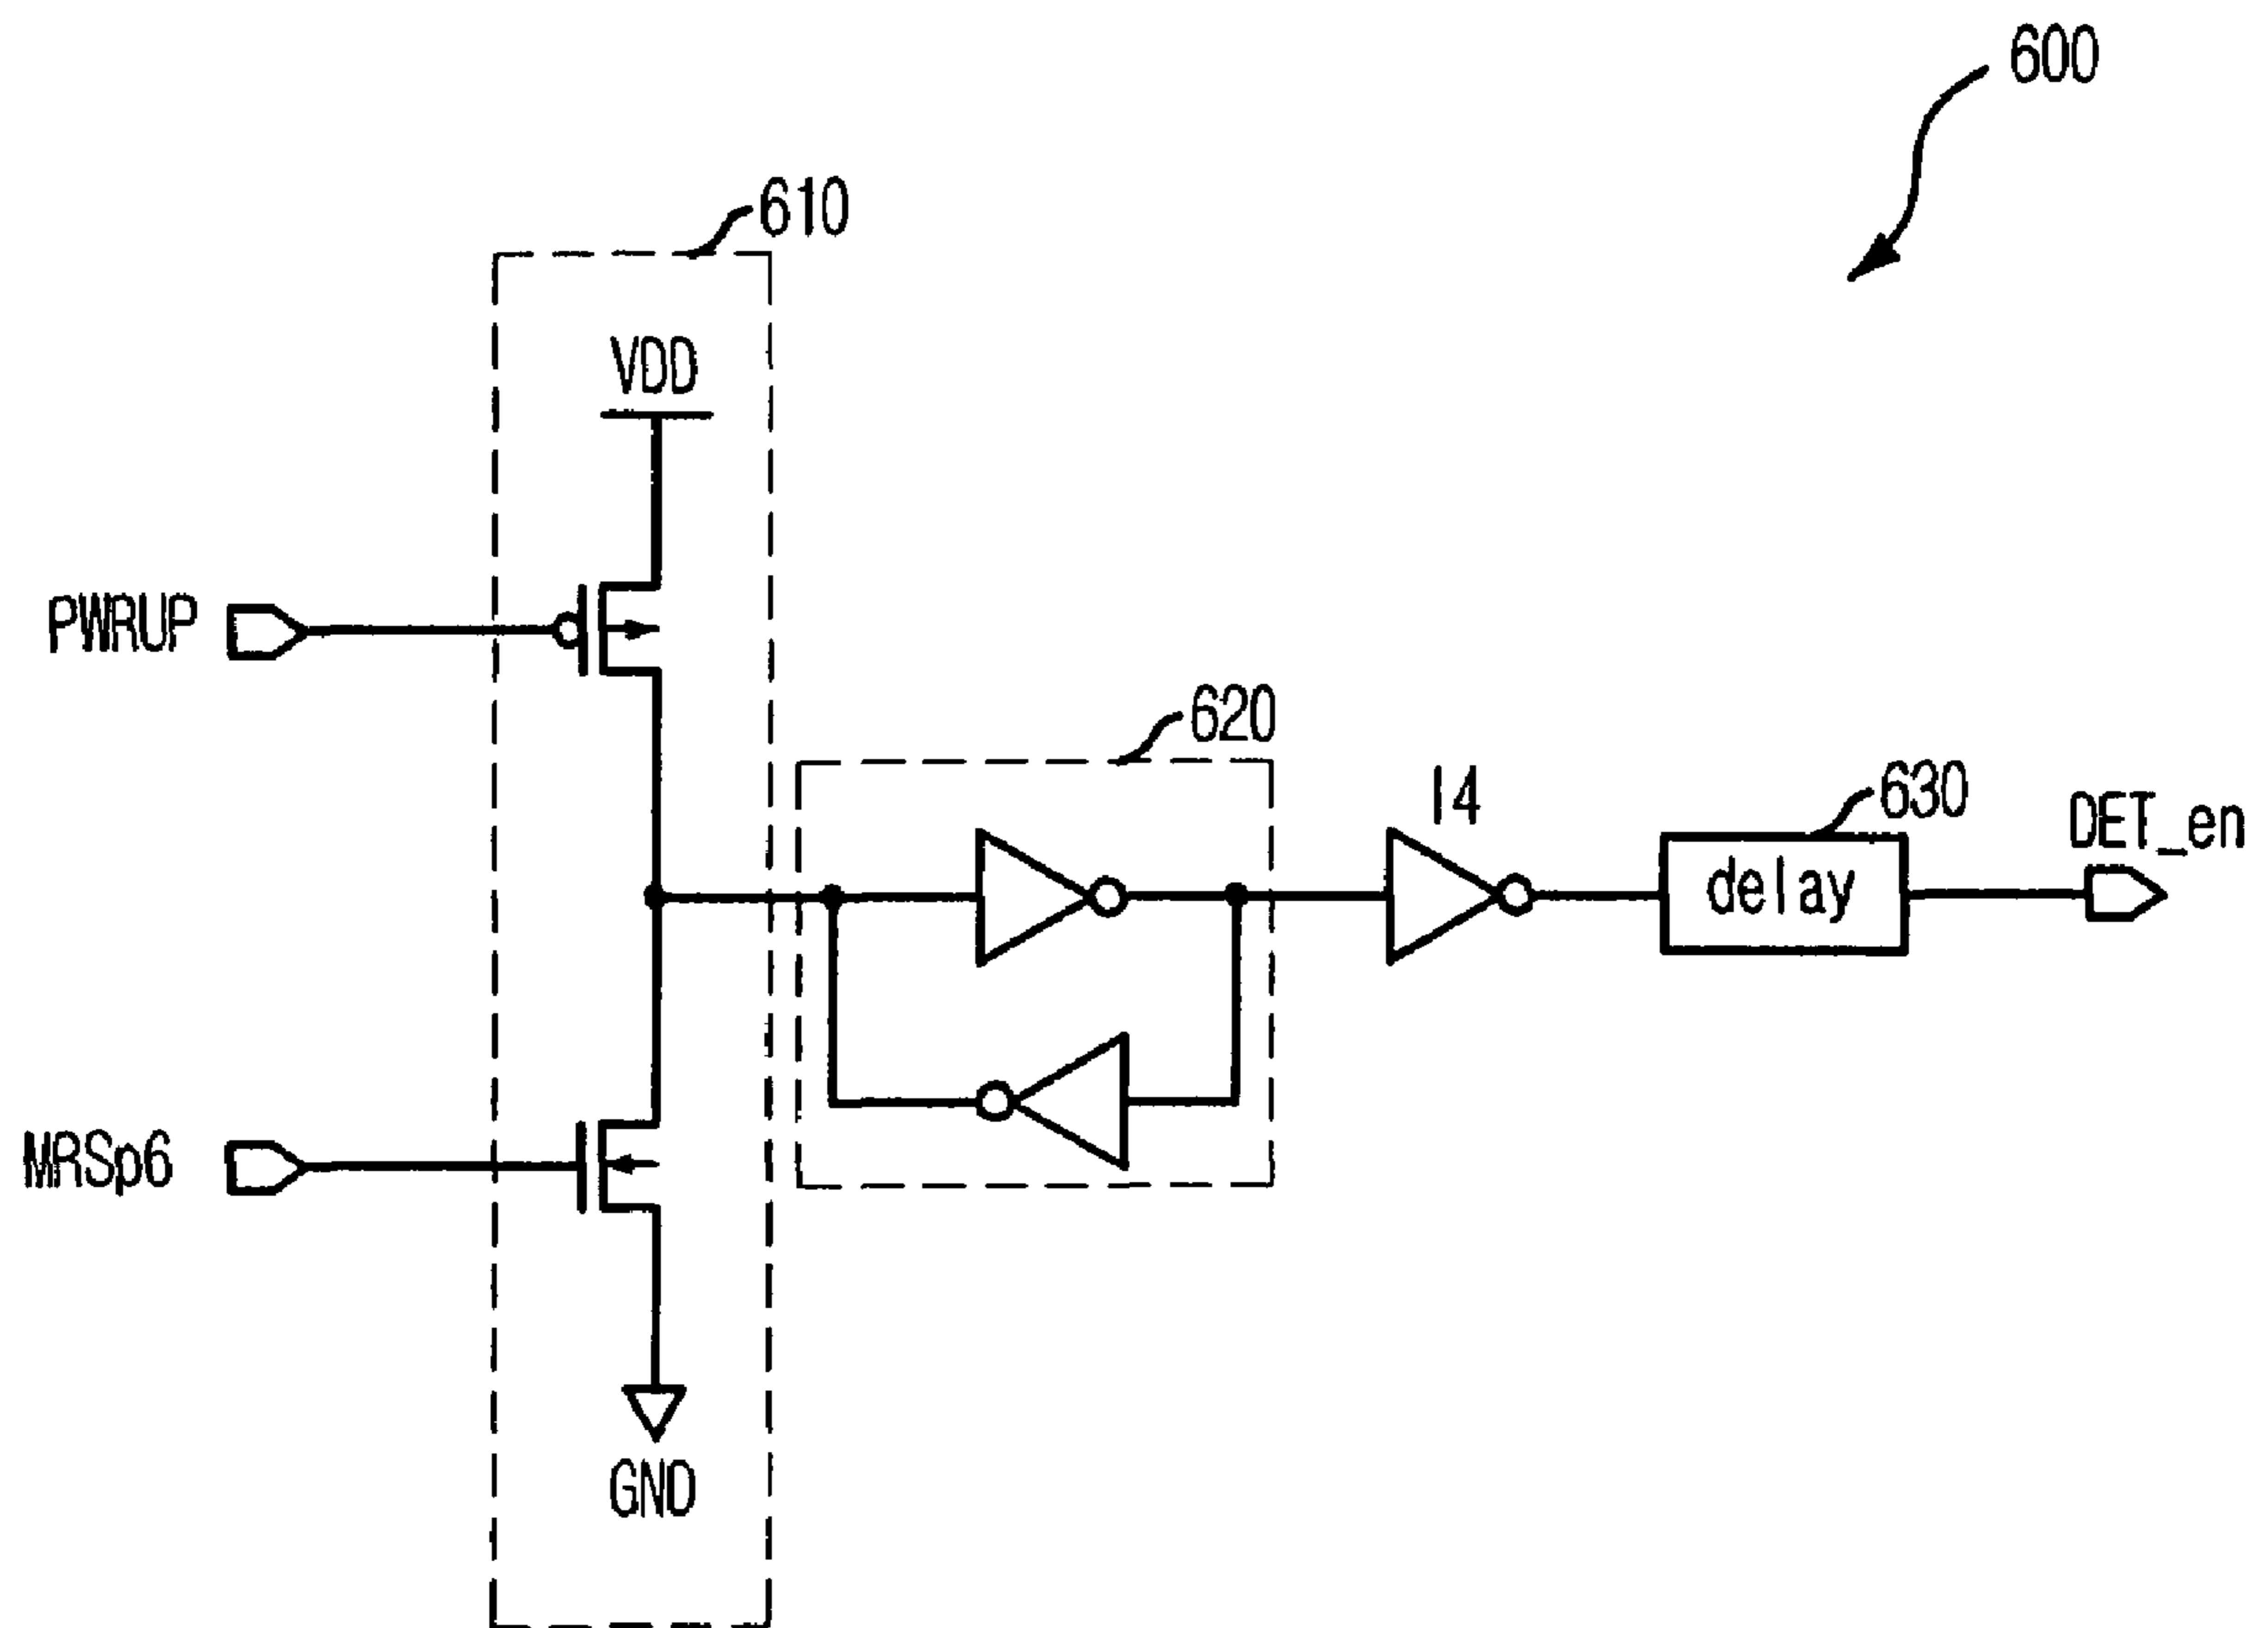 600
610
VDD
PWRUP
620
I4
630
DET_en
delay
MRSp6
GND